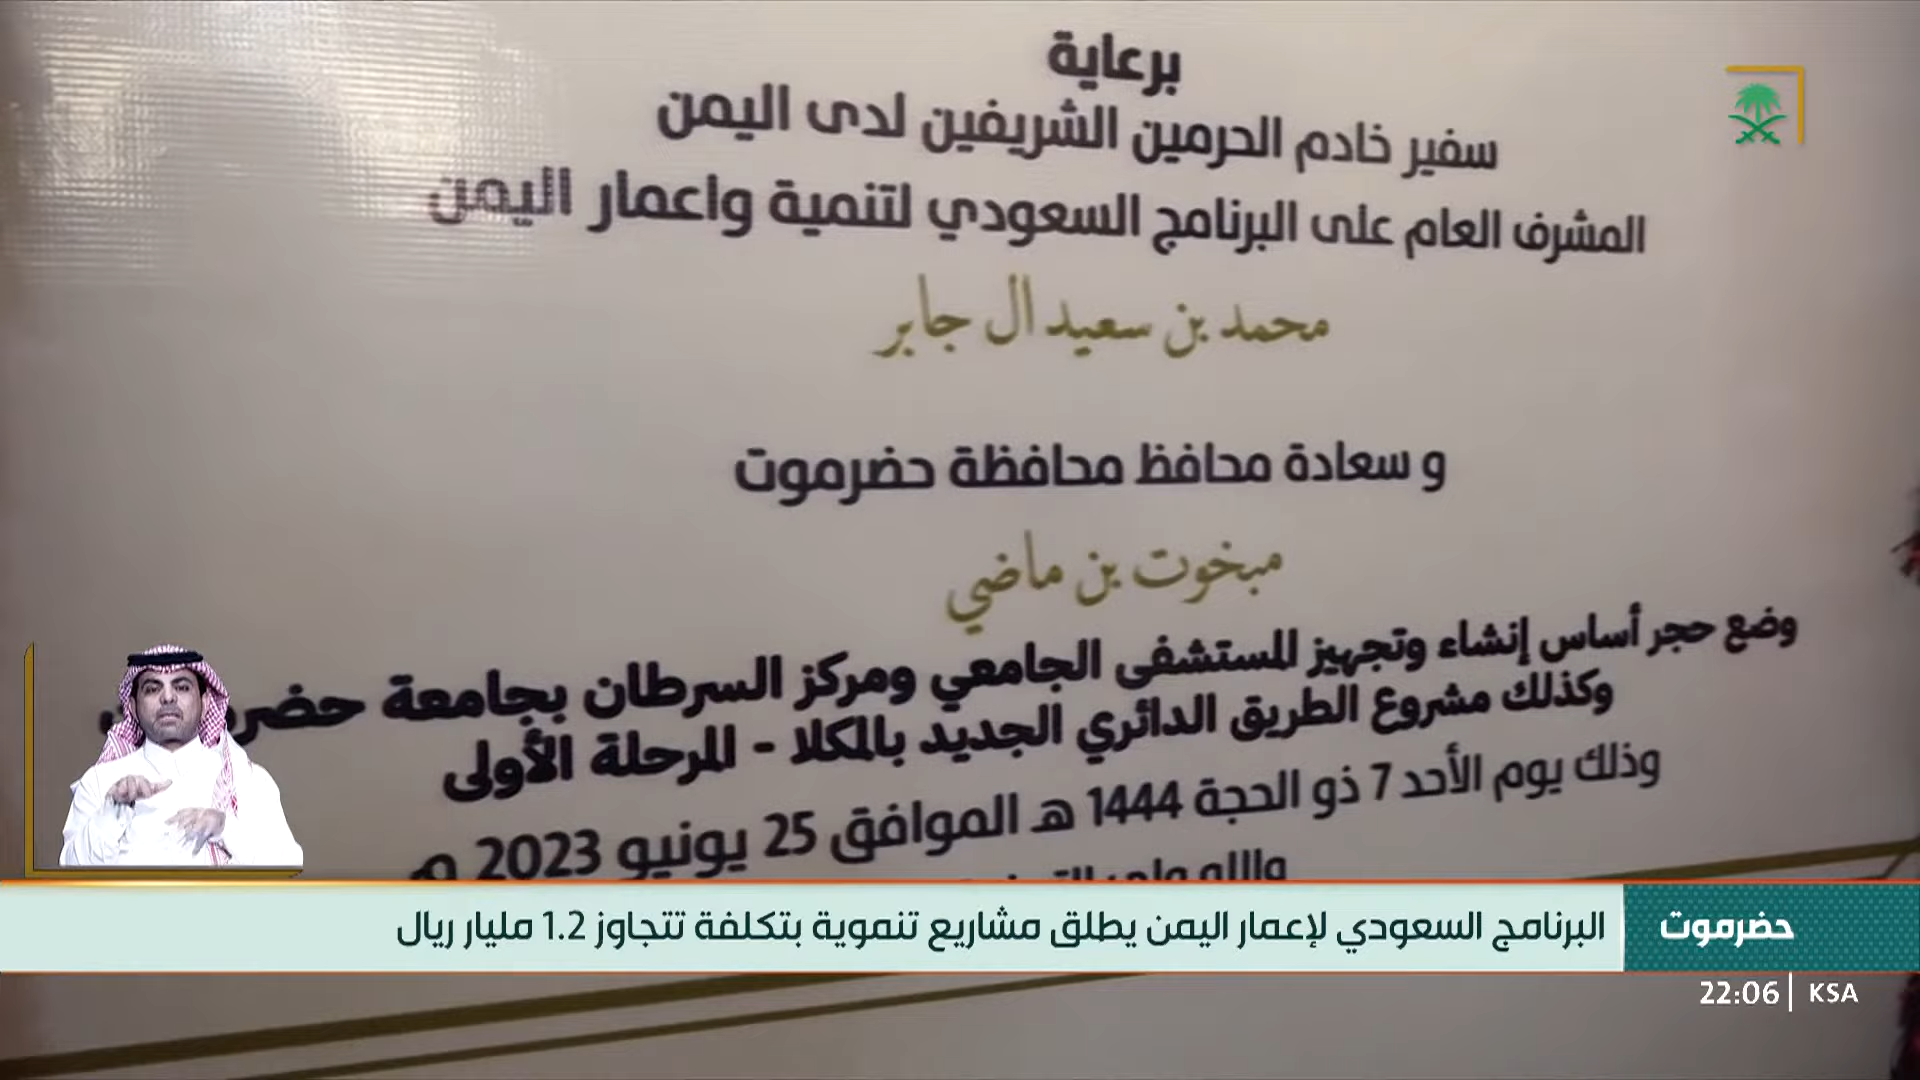 برعاية
سفير خادم الحرمين الشريفين لدى اليمن
المشرف العام على البرنامج السعودي لتنمية واعمار اليمن
محمد بن سعيد ال جابر
و سعادة محافظ محافظة حضرموت
مبخوت بن ماضي
وضع حجر أساس إنشاء وتجهيز المستشفى الجامعي ومركز السرطان بجامعة
وكذلك مشروع الطريق الدائري الجديد بالمكلا - المرحلة الأولى
وذلك يوم الأحد 7 ذو الحجة 1444 هـ الموافق 25 يونيو 2023 م
حضرموت
البرنامج السعودي لإعمار اليمن يطلق مشاريع تنموية بتكلفة تتجاوز 1.2 مليار ريال
22:06 | KSA